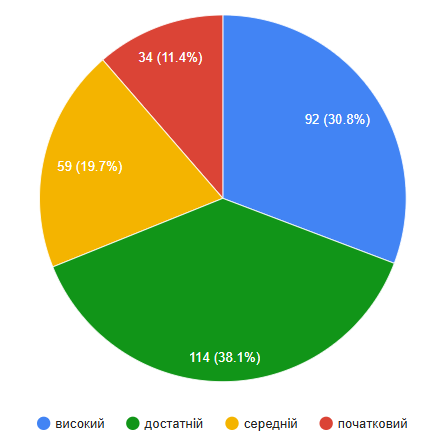 34 (11.4%)
92 (30.8%)
59 (19.7%)
114 (38.1%)
високий достатній середній початковий